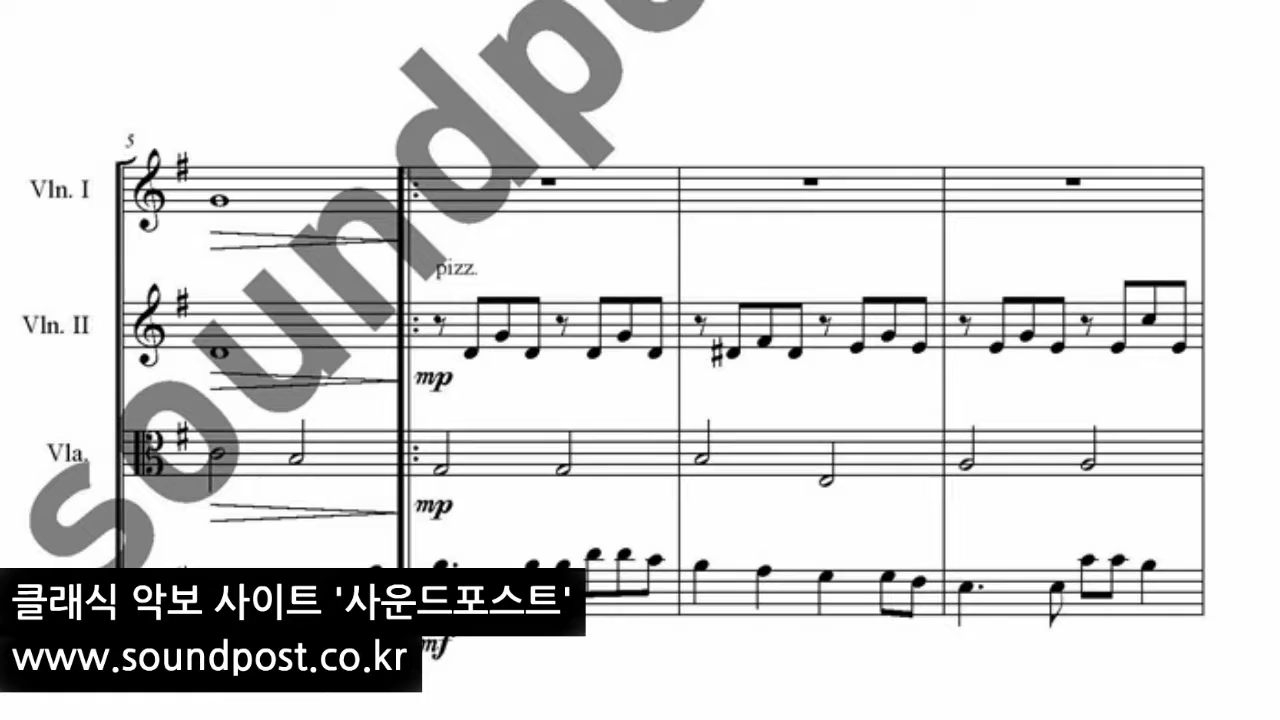 soundpo
5
Vln. I
pizz.
Vln. II
mp
Vla.
mp
mf
클래식 악보 사이트 '사운드포스트'
www.soundpost.co.kr